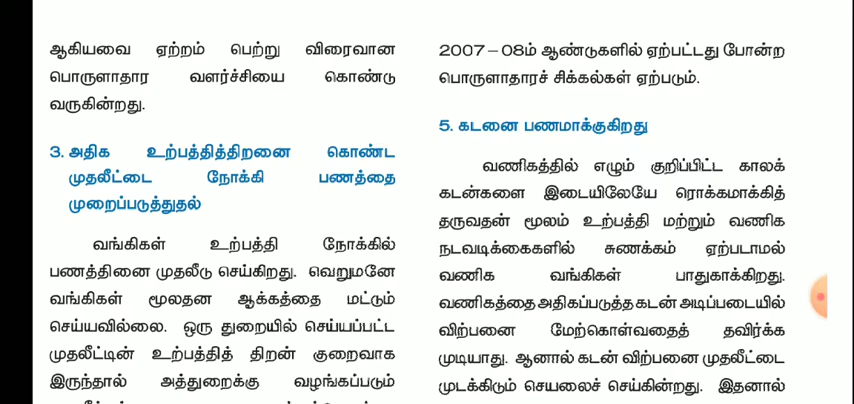 ஆகியவை ஏற்றம் பெற்று விரைவான
பொருளாதார வளர்ச்சியை கொண்டு
வருகின்றது.
3. அதிக உற்பத்தித்திறனை கொண்ட
முதலீட்டை நோக்கி பணத்தை
முறைப்படுத்துதல்
வங்கிகள் உற்பத்தி நோக்கில்
பணத்தினை முதலீடு செய்கிறது. வெறுமனே
வங்கிகள் மூலதன ஆக்கத்தை மட்டும்
செய்யவில்லை. ஒரு துறையில் செய்யப்பட்ட
முதலீட்டின் உற்பத்தித் திறன் குறைவாக
இருந்தால் அத்துறைக்கு வழங்கப்படும்
2007 – 08ம் ஆண்டுகளில் ஏற்பட்டது போன்ற
பொருளாதாரச் சிக்கல்கள் ஏற்படும்.
5. கடனை பணமாக்குகிறது
வணிகத்தில் எழும் குறிப்பிட்ட காலக்
கடன்களை இடையிலேயே ரொக்கமாக்கித்
தருவதன் மூலம் உற்பத்தி மற்றும் வணிக
நடவடிக்கைகளில் சுணக்கம் ஏற்படாமல்
வணிக வங்கிகள் பாதுகாக்கிறது.
வணிகத்தை அதிகப்படுத்த கடன் அடிப்படையில்
விற்பனை மேற்கொள்வதைத் தவிர்க்க
முடியாது. ஆனால் கடன் விற்பனை முதலீட்டை
முடக்கிடும் செயலைச் செய்கின்றது. இதனால்